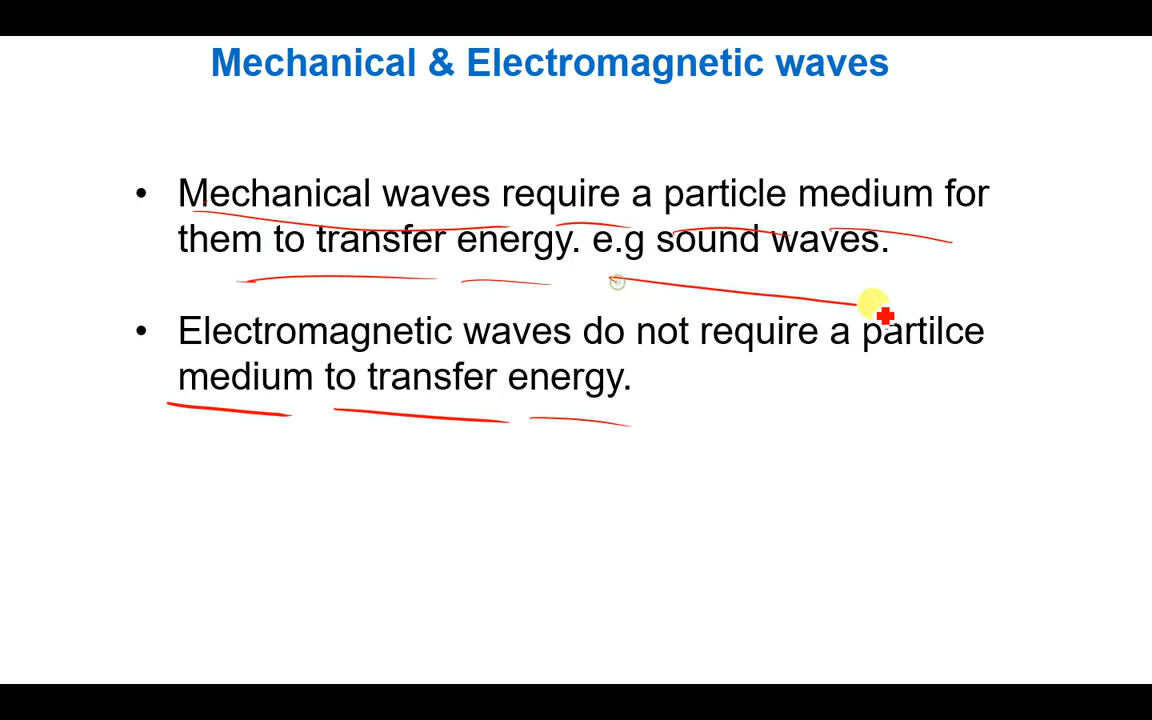 Mechanical & Electromagnetic waves
• Mechanical waves require a particle medium for
them to transfer energy. e.g sound waves.
• Electromagnetic waves do not require a partilce
medium to transfer energy.